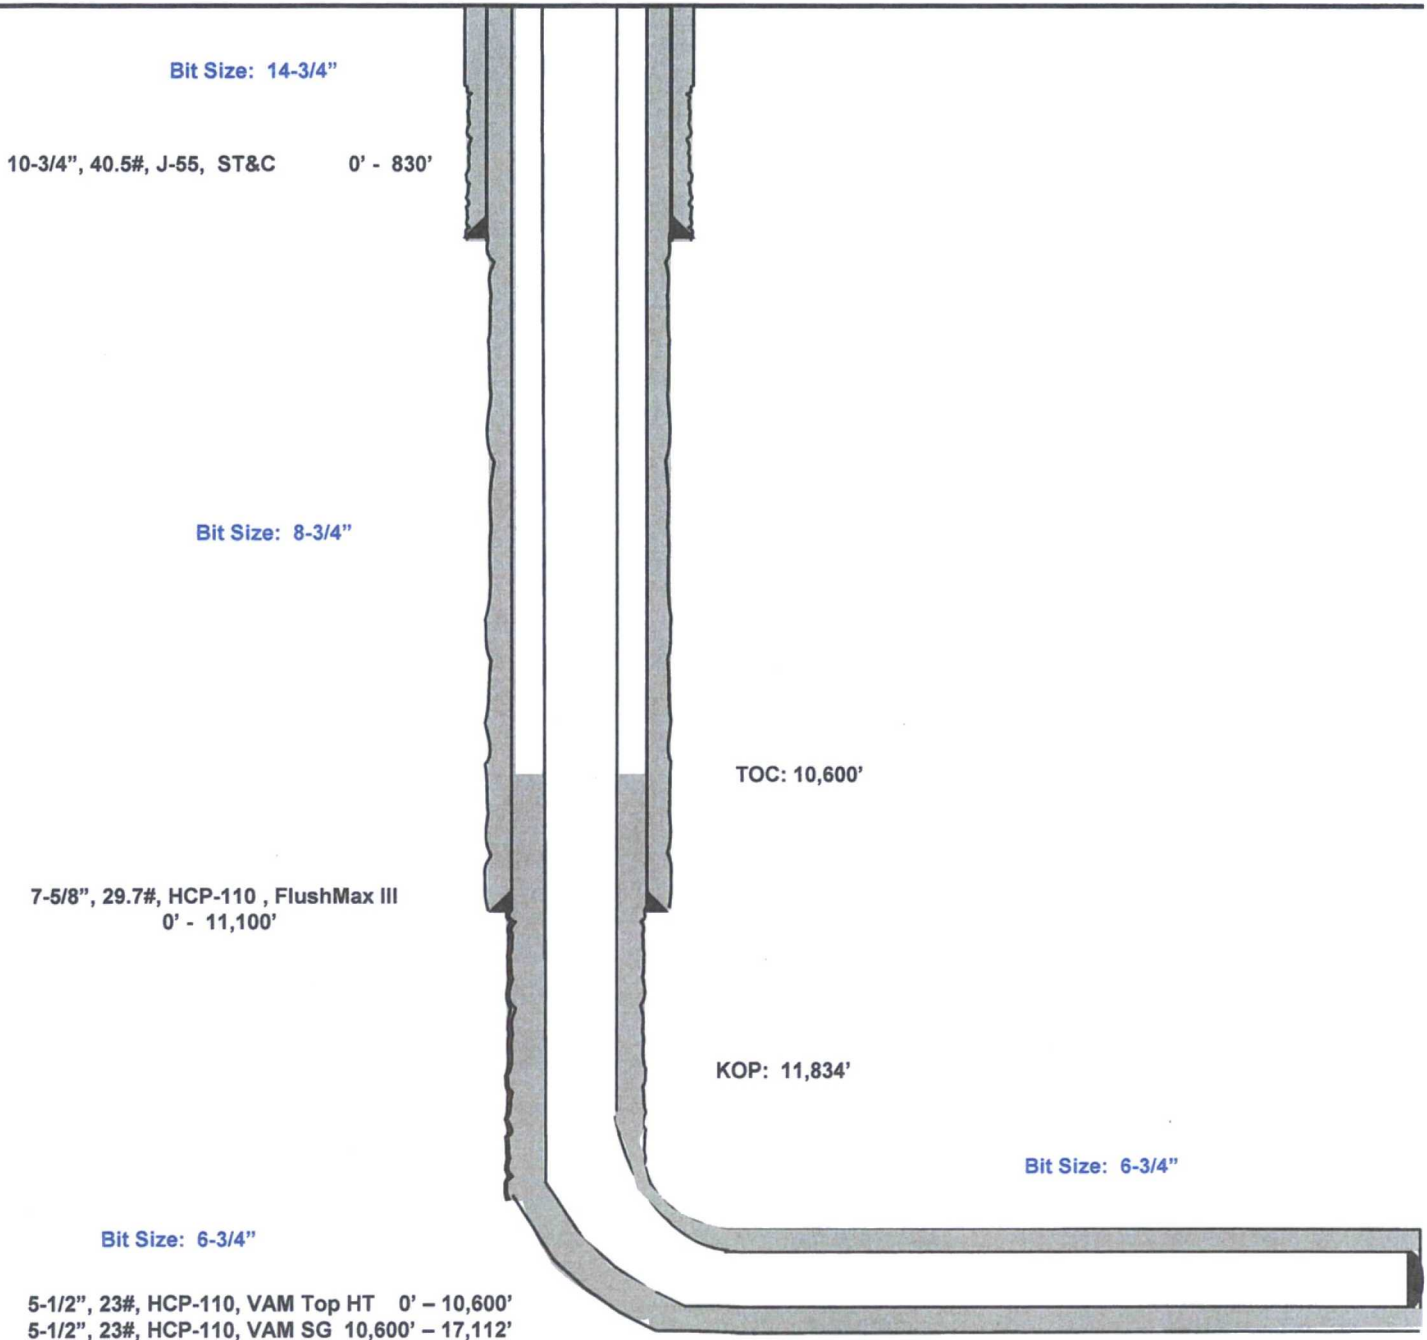 Bit Size: 14-3/4”
10-3/4”, 40.5#, J-55, ST&C 0’ - 830’
Bit Size: 8-3/4”
TOC: 10,600’
7-5/8”, 29.7#, HCP-110 , FlushMax III
0’ - 11,100’
KOP: 11,834’
Bit Size: 6-3/4”
Bit Size: 6-3/4”
5-1/2”, 23#, HCP-110, VAM Top HT 0’ – 10,600’
5-1/2”, 23#, HCP-110, VAM SG 10,600’ – 17,112’